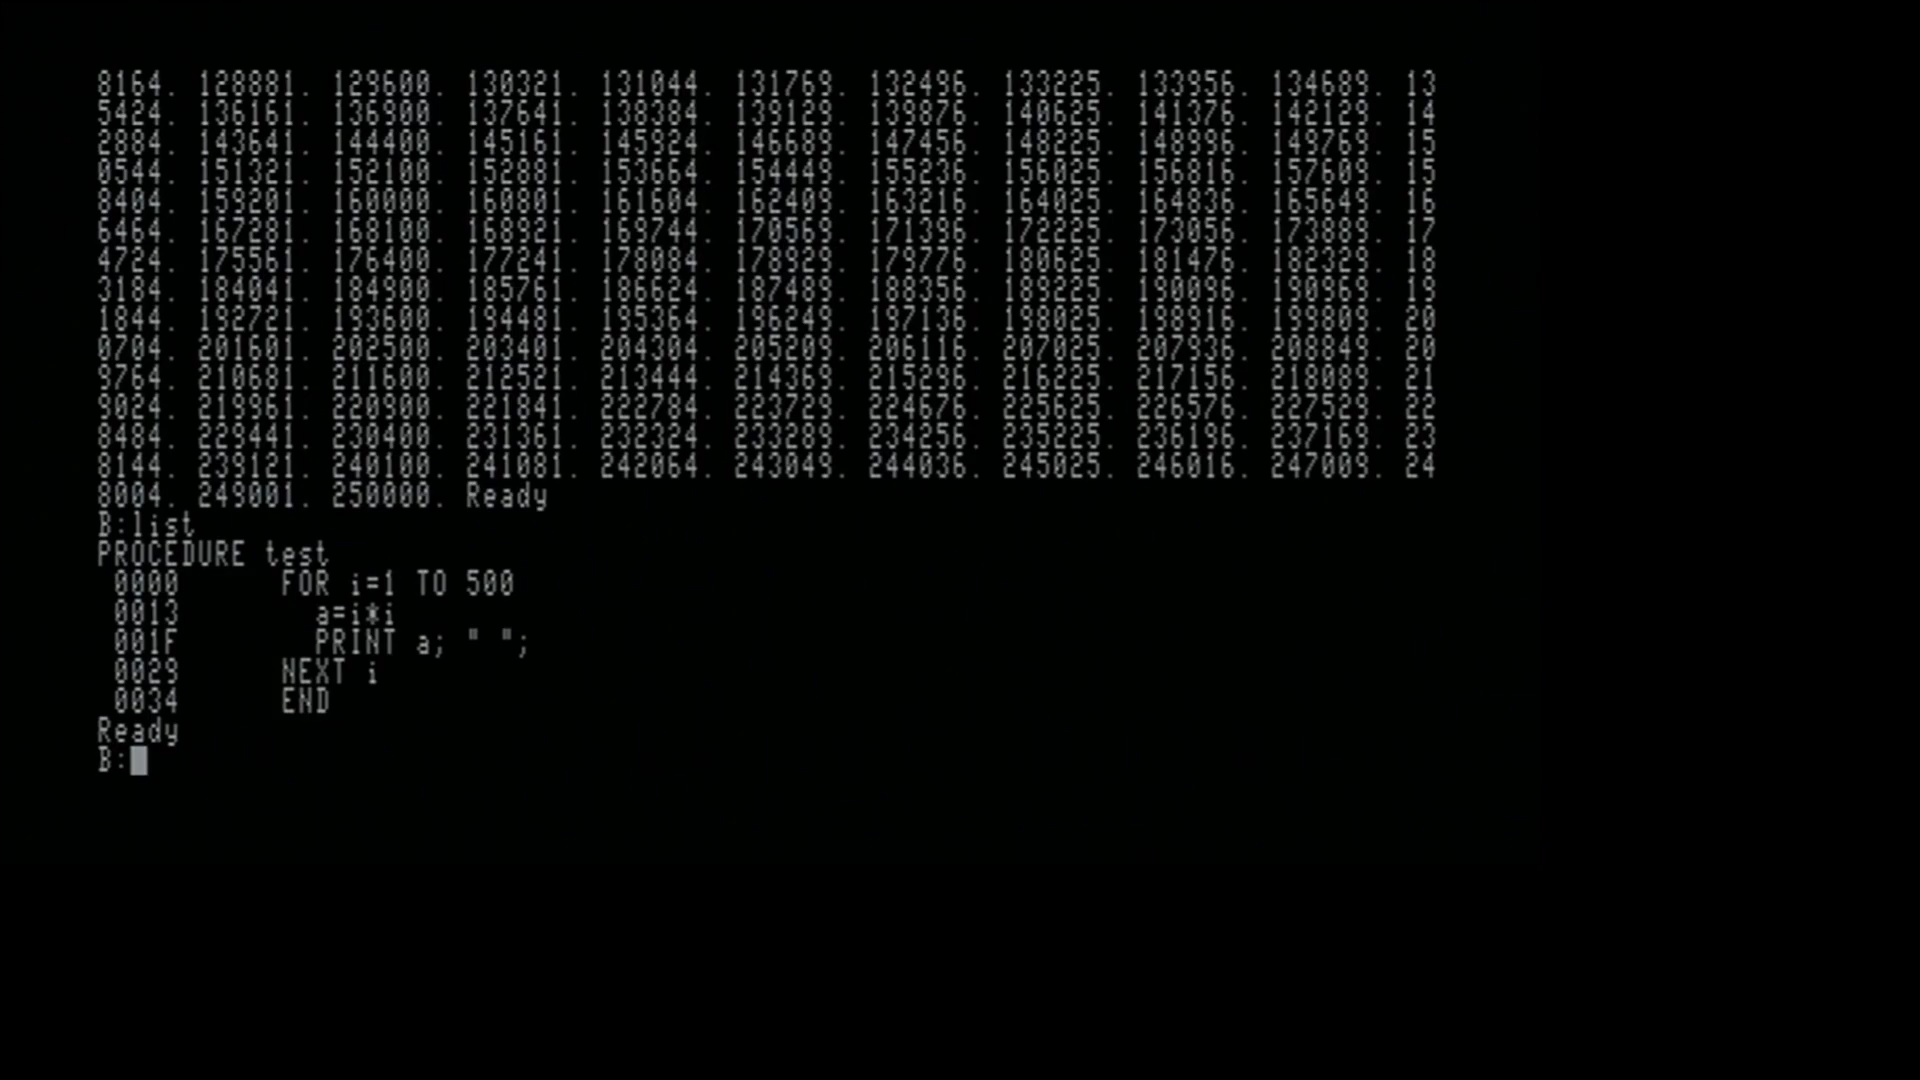 8164. 128881. 129600. 130321. 131044. 131769. 132496. 133225. 133956. 134689. 13
5424. 136161. 136900. 137641. 138384. 139129. 139876. 140625. 141376. 142129. 14
2884. 143641. 144400. 145161. 145924. 146689. 147456. 148225. 148996. 149769. 15
0544. 151321. 152100. 152881. 153664. 154449. 155236. 156025. 156816. 157609. 15
8404. 159201. 160000. 160801. 161604. 162409. 163216. 164025. 164836. 165649. 16
6464. 167281. 168100. 168921. 169744. 170569. 171396. 172225. 173056. 173889. 17
4724. 175561. 176400. 177241. 178084. 178929. 179776. 180625. 181476. 182329. 18
3184. 184041. 184900. 185761. 186624. 187489. 188356. 189225. 190096. 190969. 19
1844. 192721. 193600. 194481. 195364. 196249. 197136. 198025. 198916. 199809. 20
0704. 201601. 202500. 203401. 204304. 205209. 206116. 207025. 207936. 208849. 20
9764. 210681. 211600. 212521. 213444. 214369. 215296. 216225. 217156. 218089. 21
9024. 219961. 220900. 221841. 222784. 223729. 224676. 225625. 226576. 227529. 22
8484. 229441. 230400. 231361. 232324. 233289. 234256. 235225. 236196. 237169. 23
8144. 239121. 240100. 241081. 242064. 243049. 244036. 245025. 246016. 247009. 24
8004. 249001. 250000. Ready
B:list
PROCEDURE test
0000 FOR i=1 TO 500
0013 a=i*i
001F PRINT a; " ";
0029 NEXT i
0034 END
Ready
B: